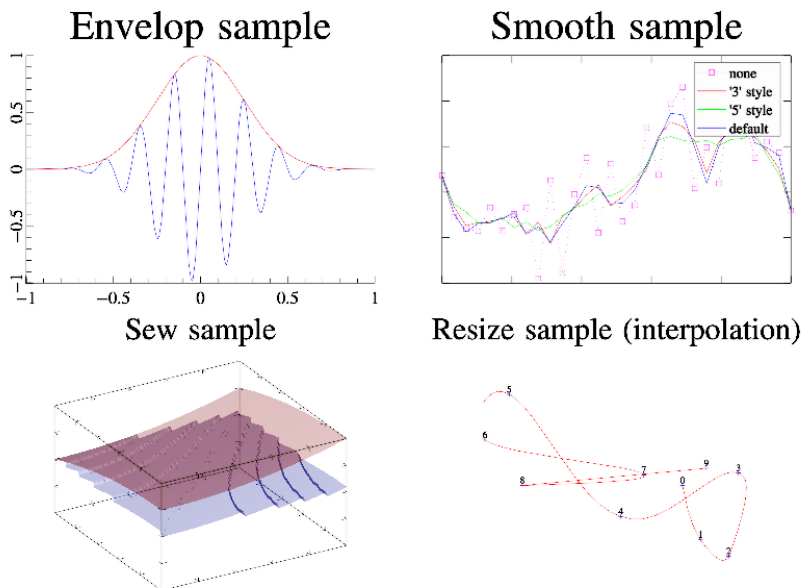 Envelop sample
Smooth sample
1
0.5
0
−0.5
−1
−1
−0.5
0
0.5
1
none
'3' style
'5' style
default
Sew sample
Resize sample (interpolation)
5
6
7
9
8
0
3
4
1
2